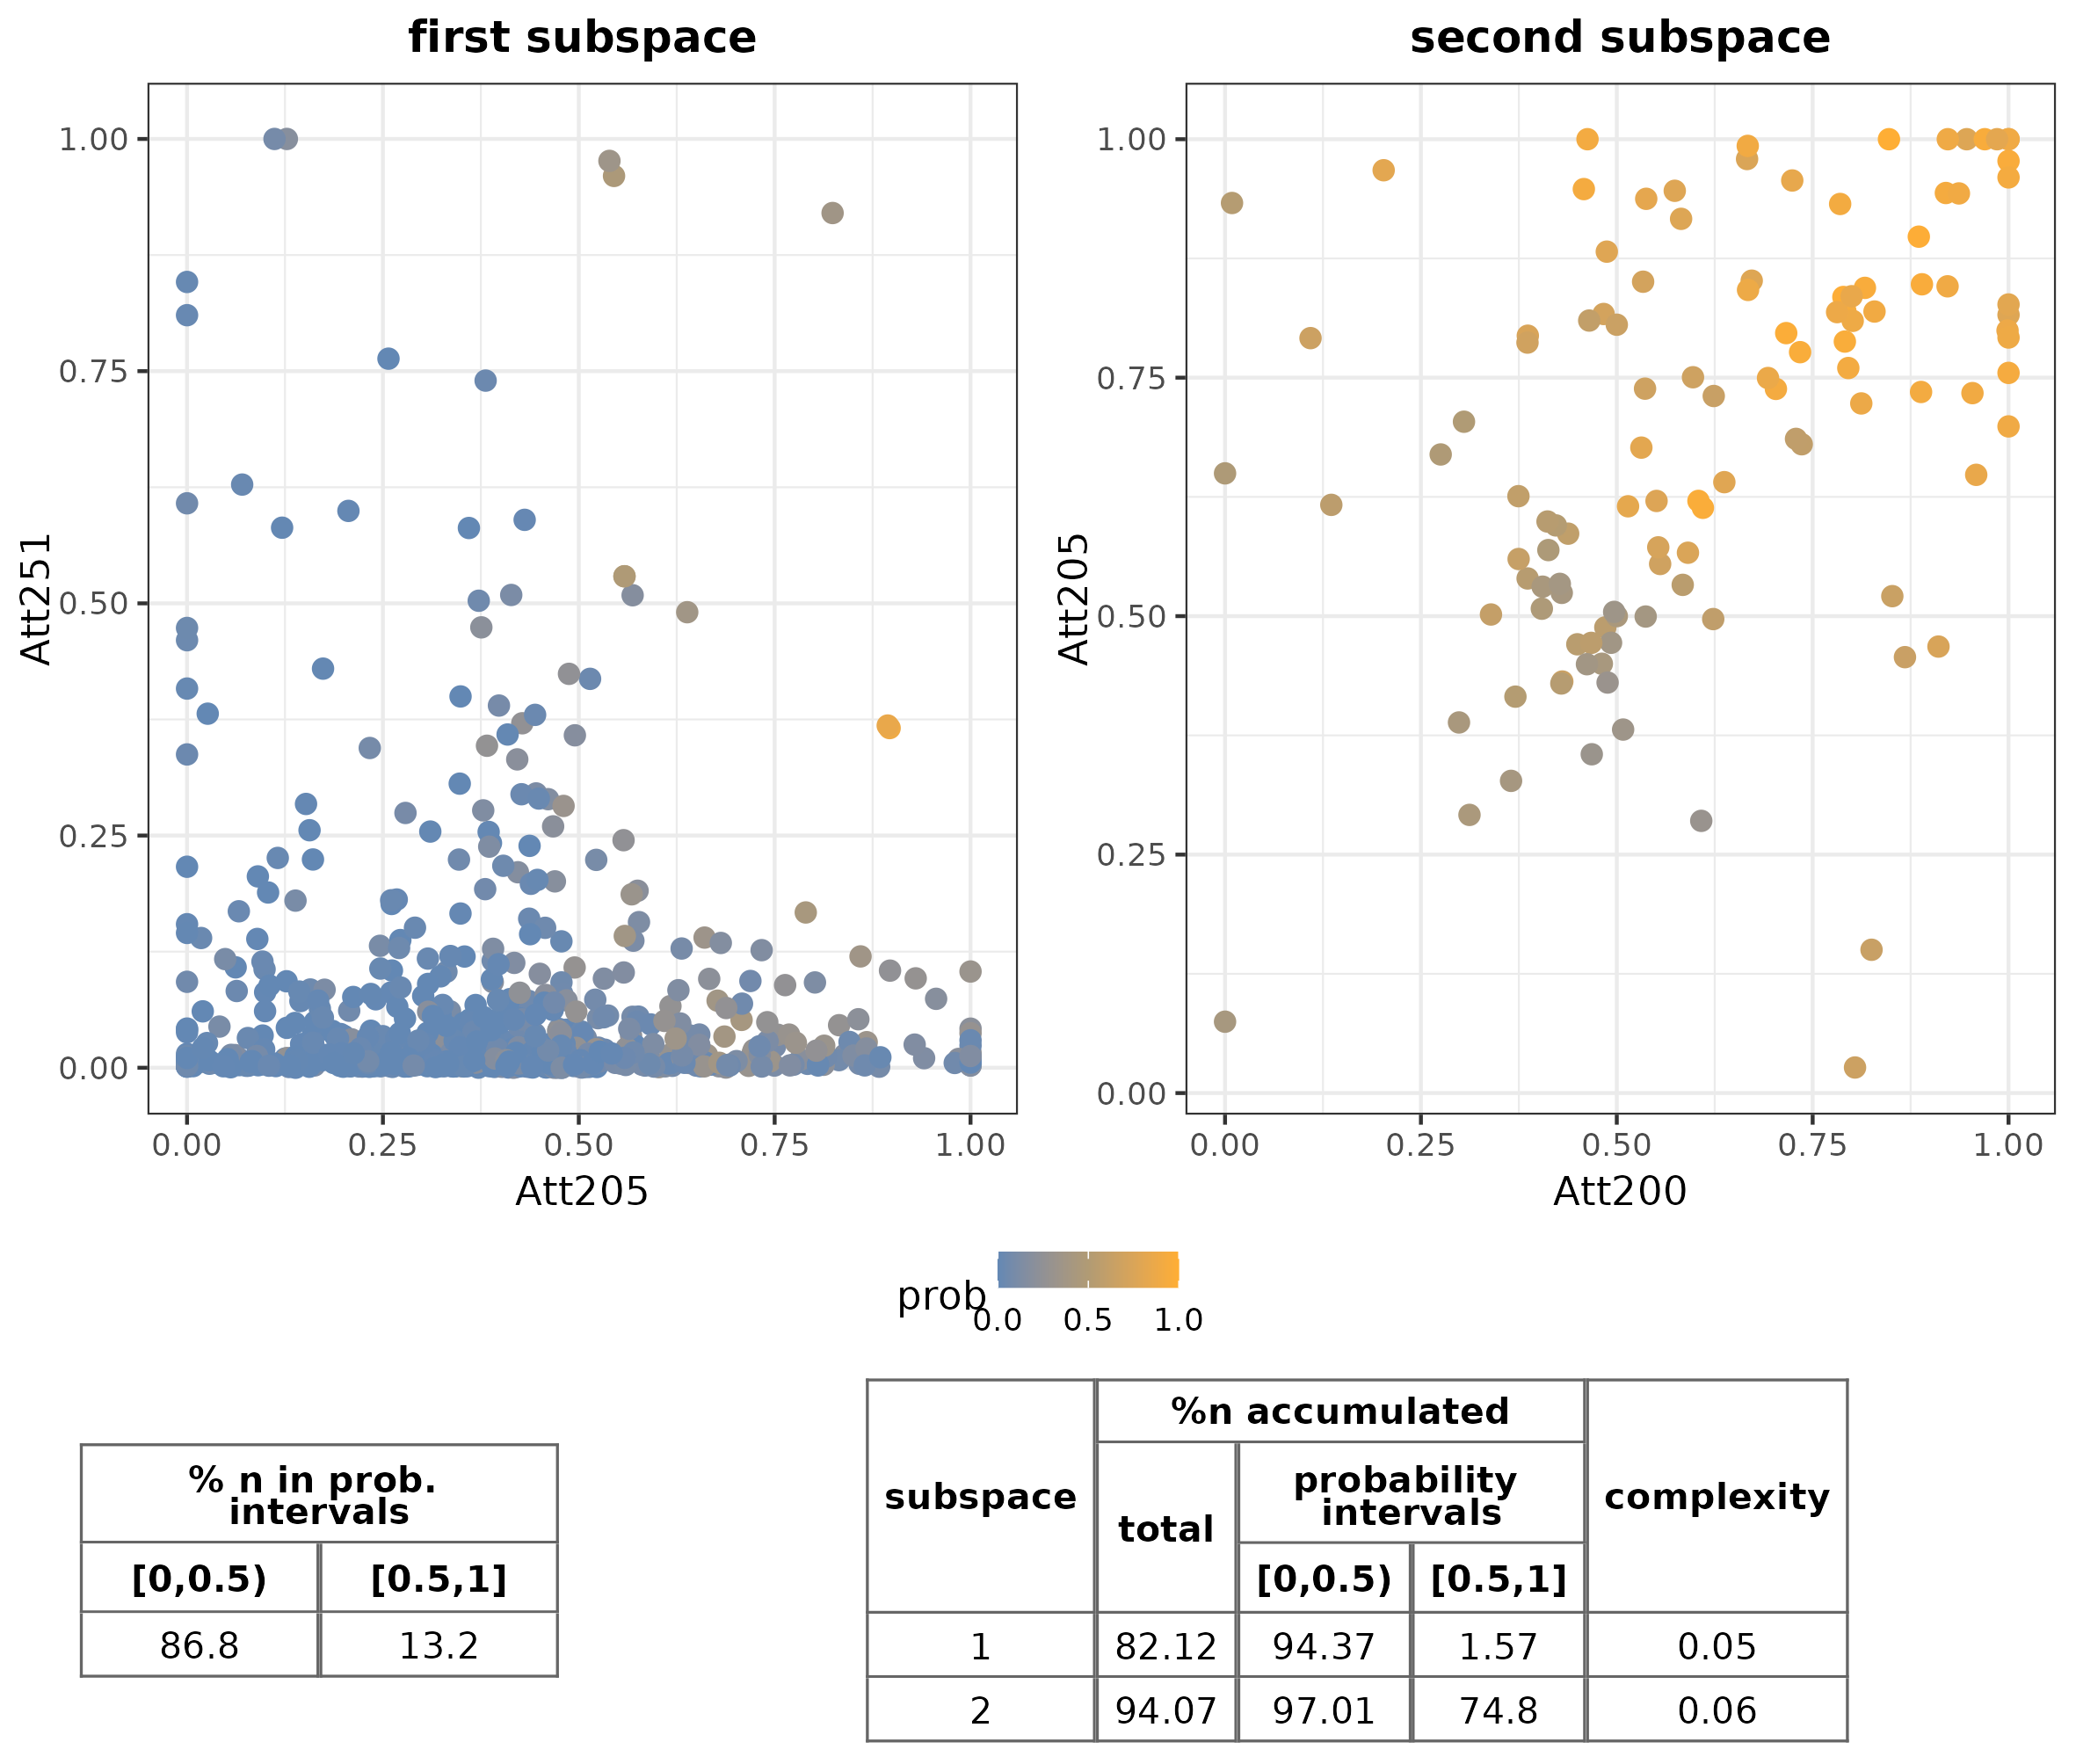 first subspace
second subspace
1.00
0.75
0.50
0.25
0.00
Att251
0.00 0.25 0.50 0.75 1.00
Att205
1.00
0.75
0.50
0.25
0.00
Att205
0.00 0.25 0.50 0.75 1.00
Att200
prob
0.0 0.5 1.0
% n in prob.
intervals
[0,0.5) [0.5,1]
86.8 13.2
%n accumulated
subspace
total
probability
intervals
complexity
[0,0.5) [0.5,1]
1 82.12 94.37 1.57 0.05
2 94.07 97.01 74.8 0.06